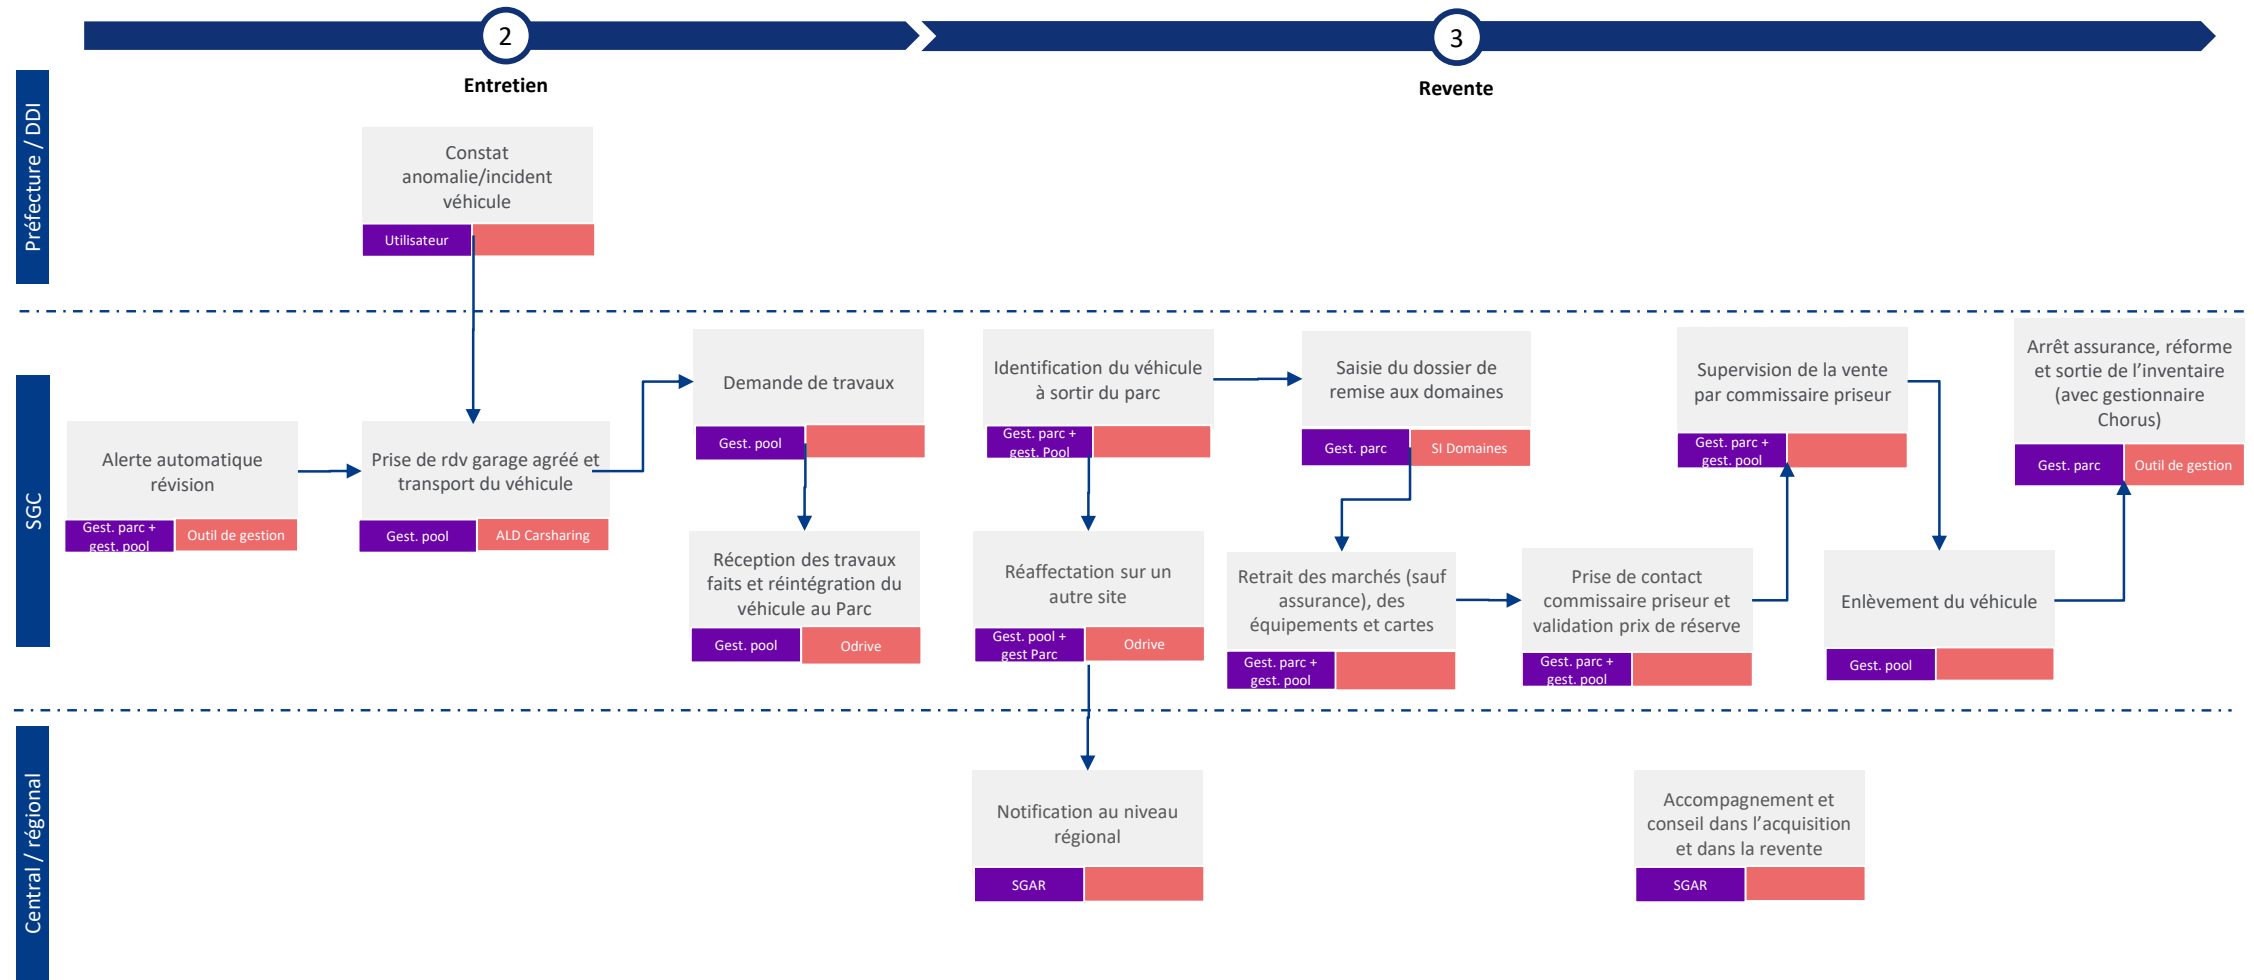 2
3
Entretien
Revente
Préfecture / DDI
Constat
anomalie/incident
véhicule
Utilisateur
SGC
Alerte automatique
révision
Gest. parc +
gest. pool
Outil de gestion
Prise de rdv garage agréé et
transport du véhicule
Gest. pool
ALD Carsharing
Demande de travaux
Gest. pool
Réception des travaux
faits et réintégration du
véhicule au Parc
Gest. pool
Odrive
Identification du véhicule
à sortir du parc
Gest. parc +
gest. Pool
Réaffectation sur un
autre site
Gest. pool +
gest Parc
Odrive
Saisie du dossier de
remise aux domaines
Gest. parc
SI Domaines
Retrait des marchés (sauf
assurance), des
équipements et cartes
Gest. parc +
gest. pool
Prise de contact
commissaire priseur et
validation prix de réserve
Gest. parc +
gest. pool
Supervision de la vente
par commissaire priseur
Gest. parc +
gest. pool
Enlèvement du véhicule
Gest. pool
Arrêt assurance, réforme
et sortie de l’inventaire
(avec gestionnaire
Chorus)
Gest. parc
Outil de gestion
Central / régional
Notification au niveau
régional
SGAR
Accompagnement et
conseil dans l’acquisition
et dans la revente
SGAR